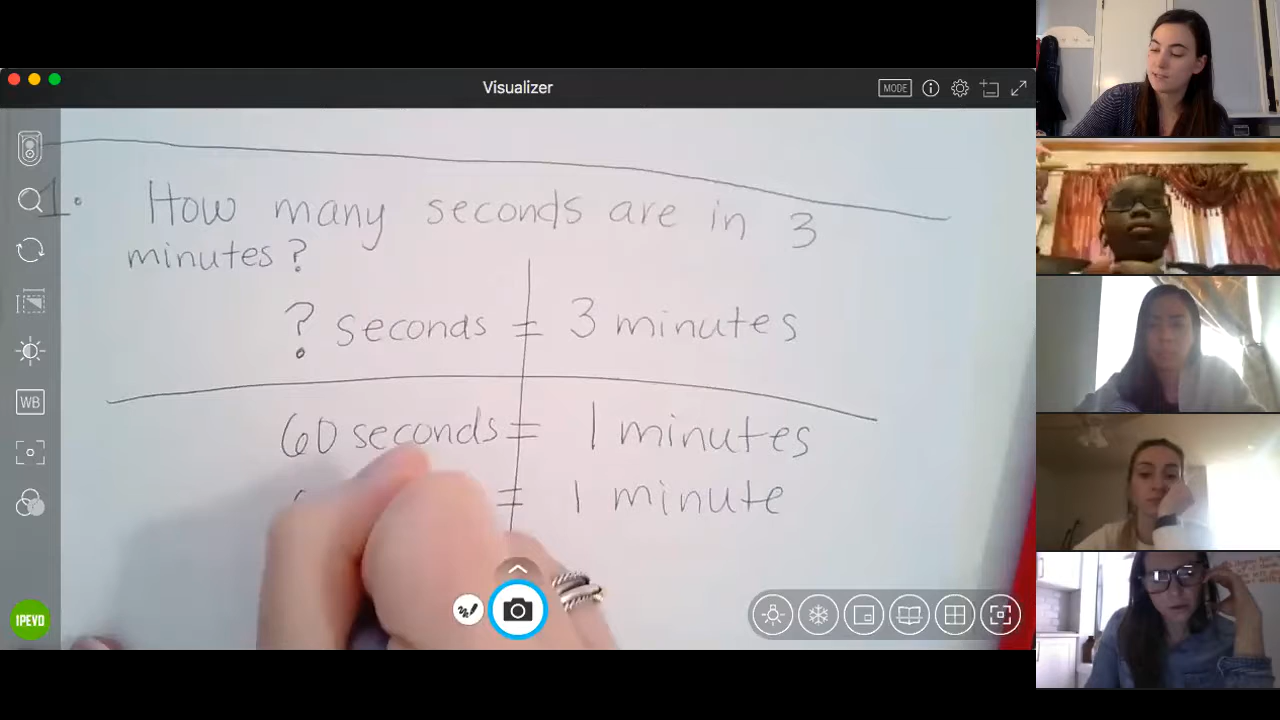 Visualizer
MODE
1. How many seconds are in 3
minutes?
? seconds = 3 minutes
60 seconds = 1 minutes
= 1 minute
WB
IPEVO